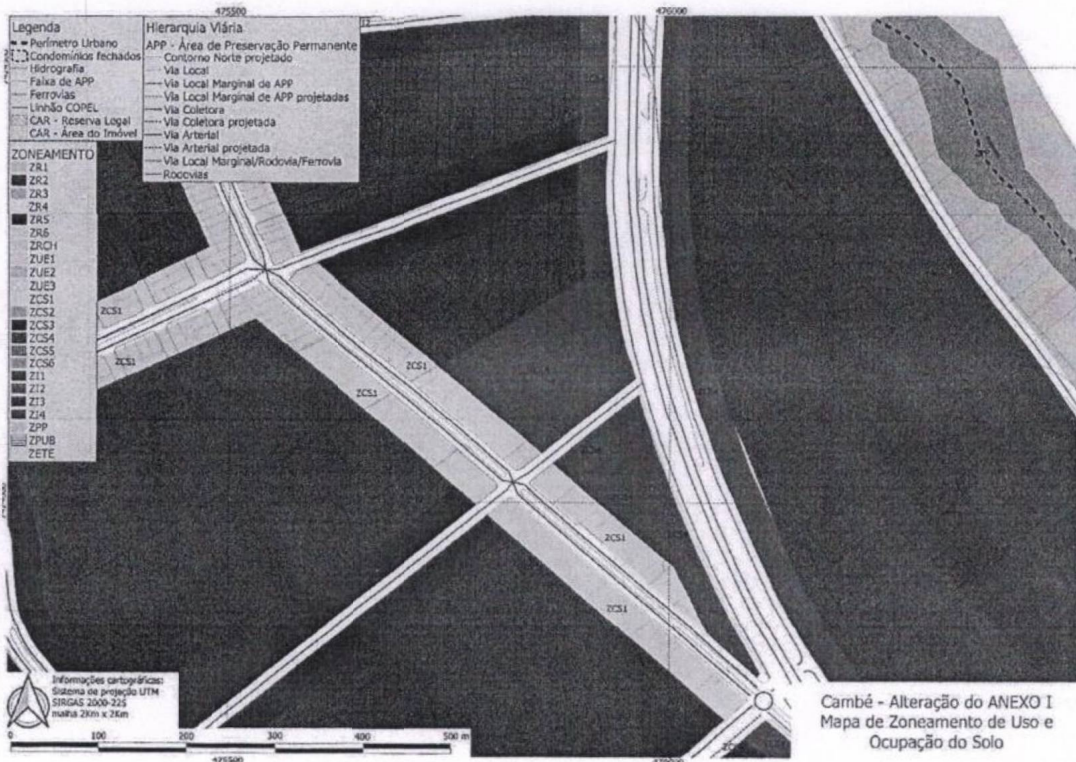 475500
476000
Legenda
Perímetro Urbano
Condomínios fechados
Hidrografia
Faixa de APP
Ferrovias
Linhão COPEL
CAR - Reserva Legal
CAR - Área do Imóvel
Hierarquia Viária
APP - Área de Preservação Permanente
Contorno Norte projetado
Via Local
Via Local Marginal de APP
Via Local Marginal de APP projetadas
Via Coletora
Via Coletora projetada
Via Arterial
Via Arterial projetada
Via Local Marginal/Rodovia/Ferrovia
Rodovias
ZONEAMENTO
ZR1
ZR2
ZR3
ZR4
ZR5
ZR6
ZRCH
ZUE1
ZUE2
ZUE3
ZCS1
ZCS2
ZCS3
ZCS4
ZCS5
ZCS6
ZI1
ZI2
ZI3
ZI4
ZPP
ZPUB
ZETE
ZCS1
ZCS1
ZCS1
ZCS1
ZCS1
ZCS1
Informações cartográficas:
Sistema de projeção UTM
SIRGAS 2000-22S
malha 2Km x 2Km
0 100 200 300 400 500 m
475500
476000
Cambé - Alteração do ANEXO I
Mapa de Zoneamento de Uso e
Ocupação do Solo